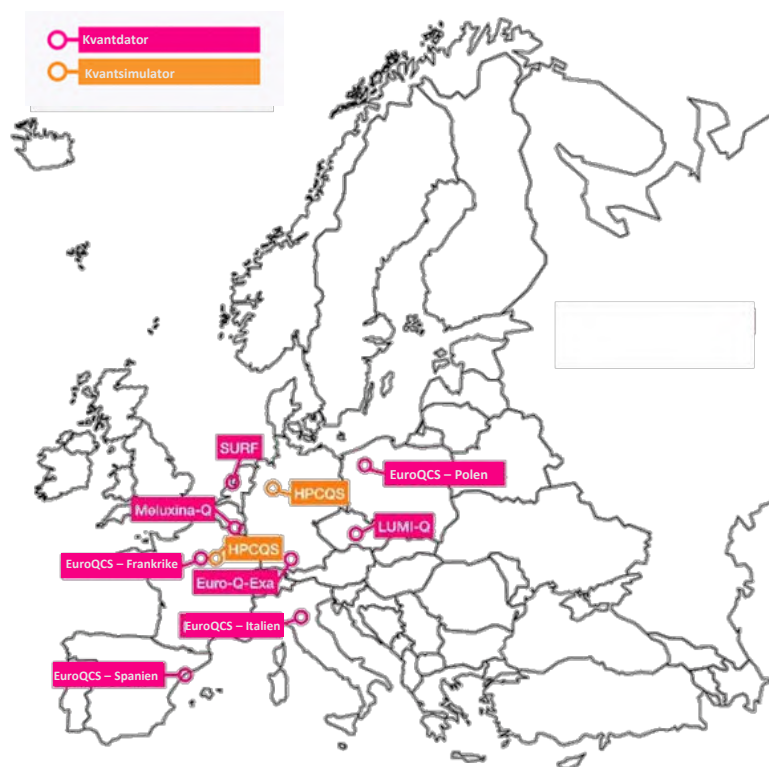 Kvantdator
Kvantsimulator
SURF
EuroQCS – Polen
HPCQS
Meluxina-Q
LUMI-Q
HPCQS
EuroQCS – Frankrike
Euro-Q-Exa
EuroQCS – Italien
EuroQCS – Spanien